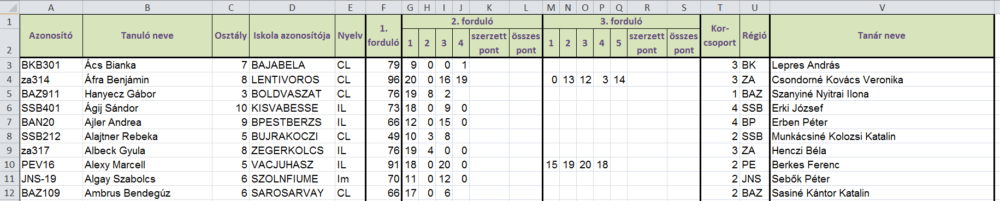 A B C D E F G H I J K L M N O P Q R S T U V
1 Azonosító Tanuló neve Osztály Iskola azonosítója Nyelv 1. forduló 2. forduló 3. forduló Kor-csoport Régió Tanár neve
2 1 2 3 4 szerzett pont összes pont 1 2 3 4 5 szerzett pont összes pont
3 BKB301 Ács Bianka 7 BAJABELA CL 79 9 0 0 1 3 BK Lepres András
4 za314 Áfra Benjámin 8 LENTIVOROS CL 96 20 0 16 19 0 13 12 3 14 3 ZA Csondorné Kovács Veronika
5 BAZ911 Hanyecz Gábor 3 BOLDVASZAT CL 76 19 8 2 1 BAZ Szanyiné Nyitrai Ilona
6 SSB401 Ágij Sándor 10 KISVABESSE IL 73 18 0 9 0 4 SSB Erki József
7 BAN20 Ajler Andrea 9 BPESTBERZS IL 66 12 0 15 0 4 BP Erben Péter
8 SSB212 Alajtner Rebeka 5 BUJRAKOCZI CL 49 10 3 8 2 SSB Munkácsiné Kolozsi Katalin
9 za317 Albeck Gyula 8 ZEGERKOLCS IL 76 19 4 0 0 3 ZA Henczi Béla
10 PEV16 Alexy Marcell 5 VACJUHASZ IL 91 18 0 20 0 15 19 20 18 2 PE Berkes Ferenc
11 JNS-19 Algay Szabolcs 6 SZOLNFIUME Im 70 11 0 12 0 2 JNS Sebők Péter
12 BAZ109 Ambrus Bendegúz 6 SAROSARVAY CL 66 17 0 6 2 BAZ Sasiné Kántor Katalin